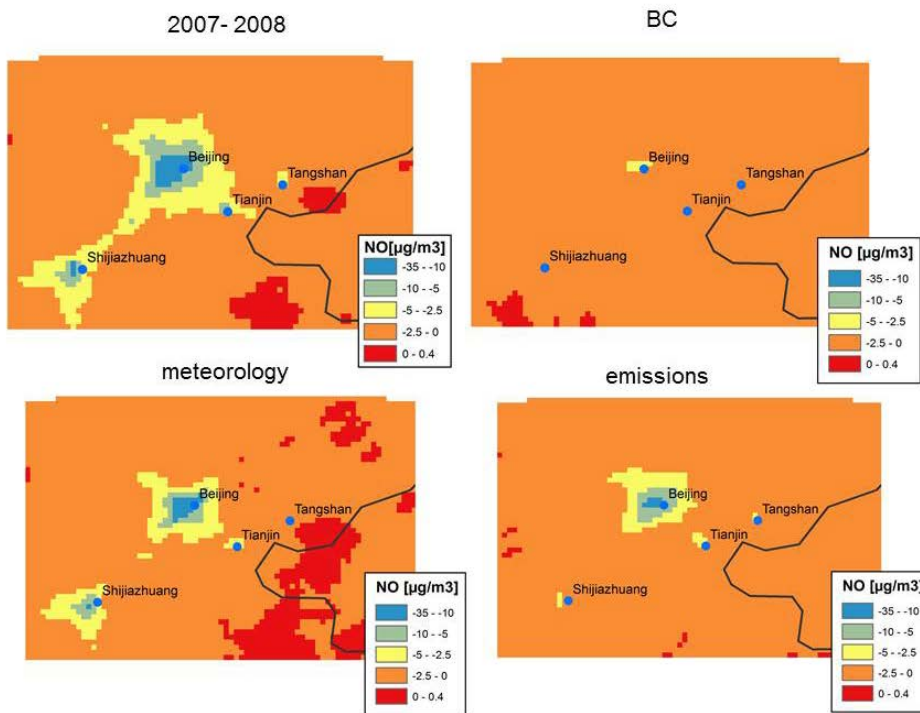 2007- 2008
Beijing
Tangshan
Tianjin
Shijiazhuang
NO[µg/m3]
-35 - -10
-10 - -5
-5 - -2.5
-2.5 - 0
0 - 0.4
BC
Beijing
Tangshan
Tianjin
Shijiazhuang
NO [µg/m3]
-35 - -10
-10 - -5
-5 - -2.5
-2.5 - 0
0 - 0.4
meteorology
Beijing
Tangshan
Tianjin
Shijiazhuang
NO [µg/m3]
-35 - -10
-10 - -5
-5 - -2.5
-2.5 - 0
0 - 0.4
emissions
Beijing
Tangshan
Tianjin
Shijiazhuang
NO [µg/m3]
-35 - -10
-10 - -5
-5 - -2.5
-2.5 - 0
0 - 0.4